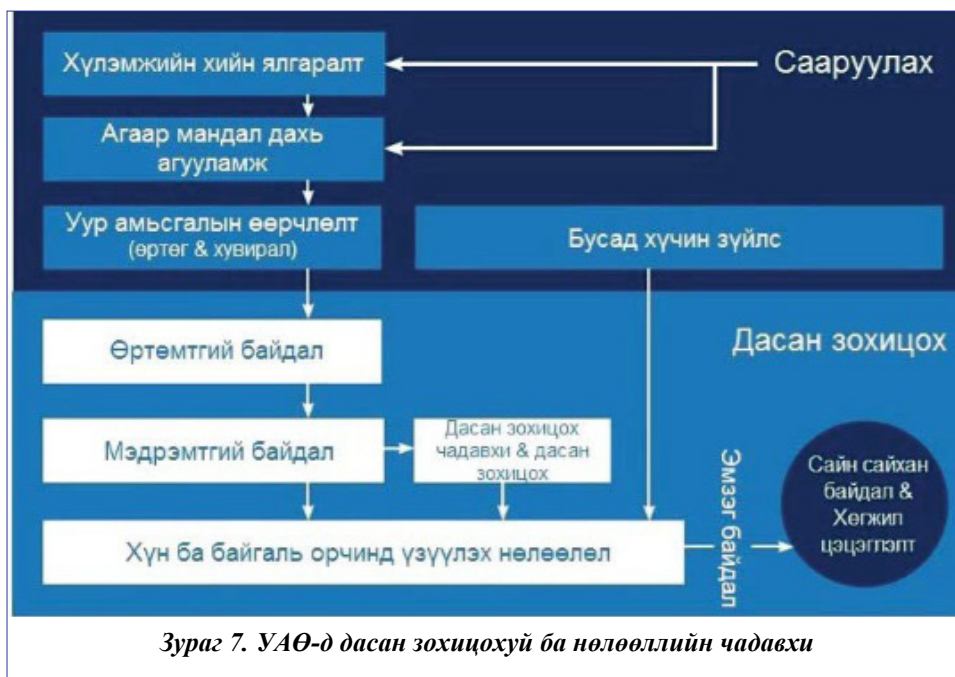 Хүлэмжийн хийн ялгаралт
Сааруулах
Агаар мандал дахь
агууламж
Уур амьсгалын өөрчлөлт
(өртөг & хувирал)
Бусад хүчин зүйлс
Өртөмтгий байдал
Дасан зохицох
Мэдрэмтгий байдал
Дасан зохицох
чадавхи & дасан
зохицох
Хүн ба байгаль орчинд үзүүлэх нөлөөлөл
Эмзэг байдал
Сайн сайхан
байдал &
Хөгжил
цэцэглэлт
Зураг 7. УАӨ-д дасан зохицохуй ба нөлөөллийн чадавхи